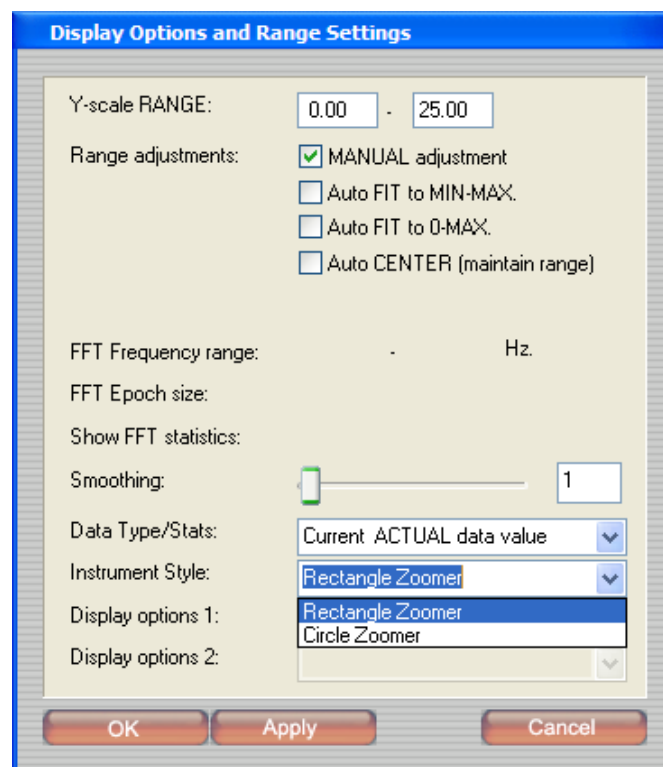 Display Options and Range Settings
Y-scale RANGE: 0.00 - 25.00
Range adjustments: MANUAL adjustment
Auto FIT to MIN-MAX.
Auto FIT to 0-MAX.
Auto CENTER (maintain range)
FFT Frequency range: - Hz.
FFT Epoch size:
Show FFT statistics:
Smoothing: 1
Data Type/Stats: Current ACTUAL data value
Instrument Style: Rectangle Zoomer
Display options 1: Rectangle Zoomer
Circle Zoomer
Display options 2:
OK Apply Cancel